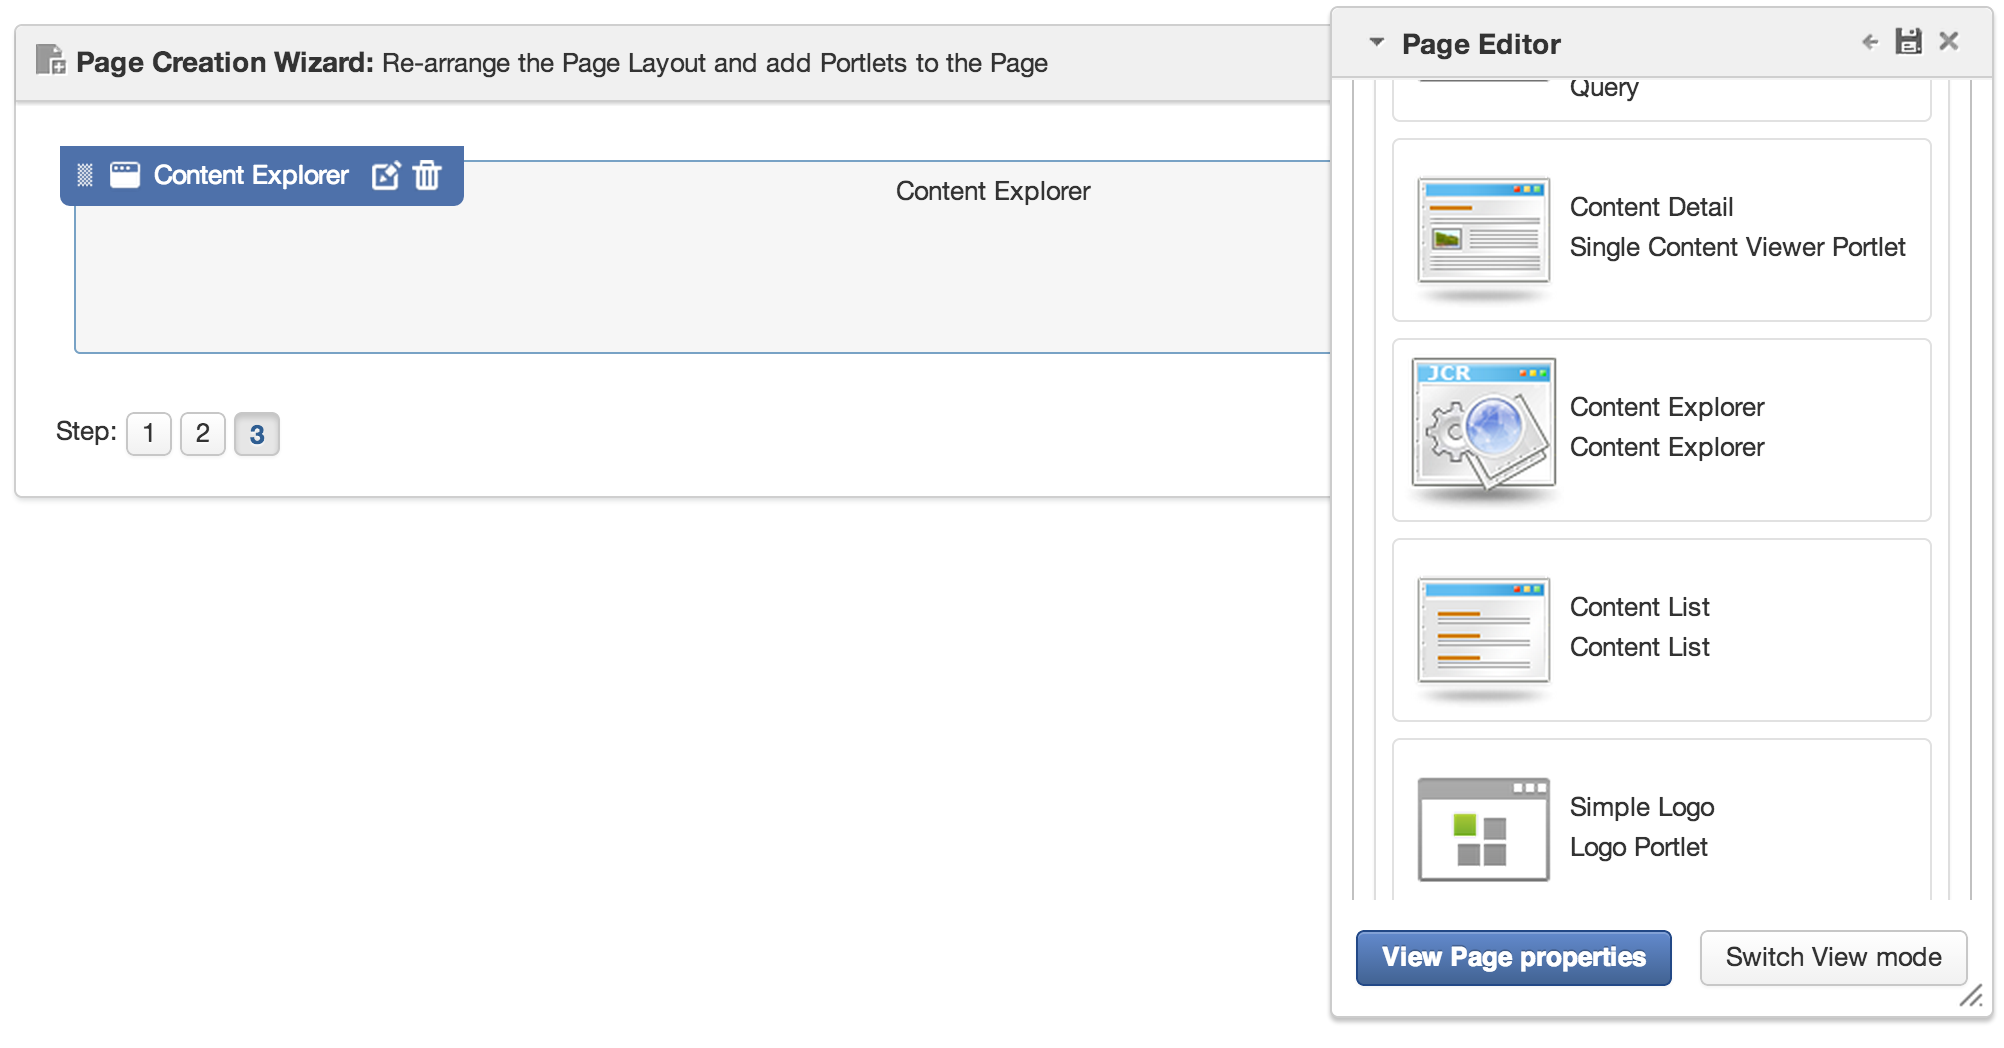 Page Creation Wizard: Re-arrange the Page Layout and add Portlets to the Page
Content Explorer
Content Explorer
Step: 1 2 3
Page Editor
Query
Content Detail
Single Content Viewer Portlet
JCR
Content Explorer
Content Explorer
Content List
Content List
Simple Logo
Logo Portlet
View Page properties
Switch View mode